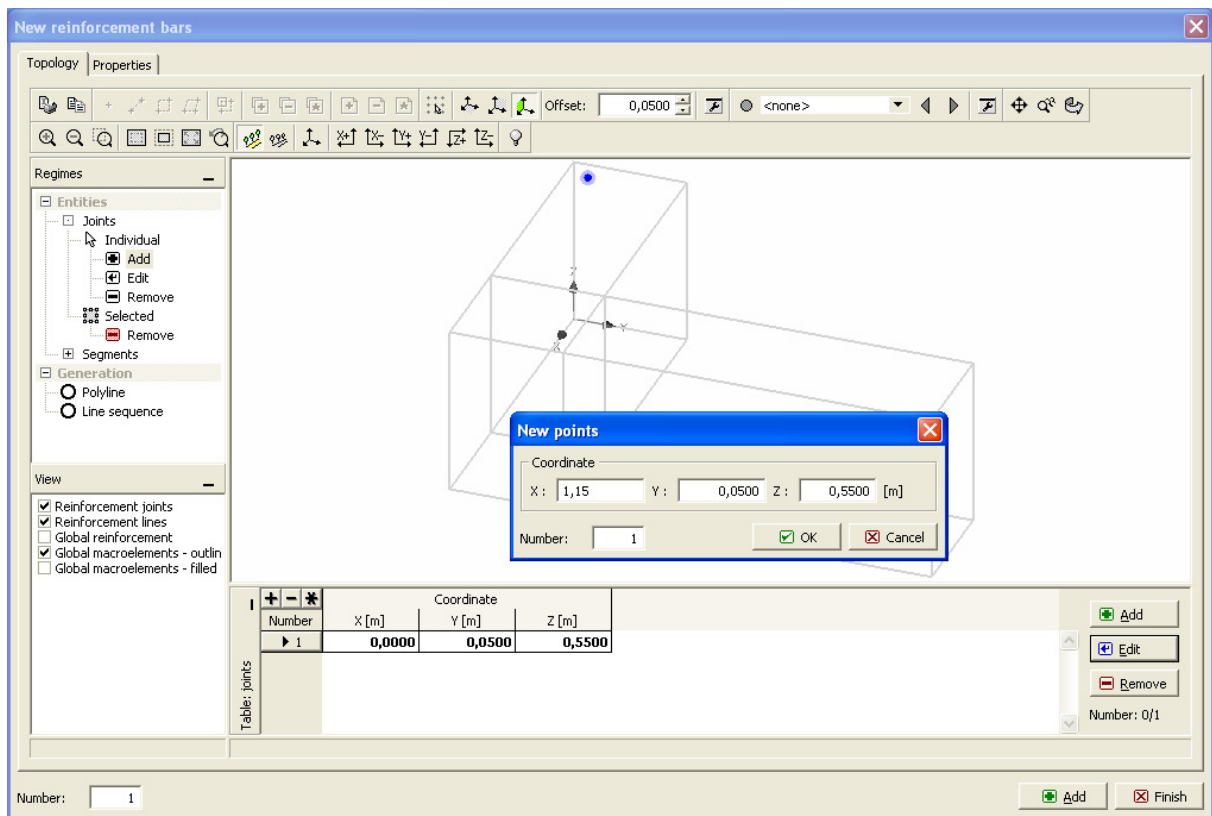 New reinforcement bars
Topology Properties
Offset: 0,0500 <none>
X+ X- Y+ Y- Z+ Z-
Regimes
Entities
Joints
Individual
Add
Edit
Remove
Selected
Remove
Segments
Generation
Polyline
Line sequence
View
Reinforcement joints
Reinforcement lines
Global reinforcement
Global macroelements - outlin
Global macroelements - filled
Z
Y
X
New points
Coordinate
X : 1,15 Y : 0,0500 Z : 0,5500 [m]
Number: 1 OK Cancel
Table: joints
Coordinate
Number X [m] Y [m] Z [m]
1 0,0000 0,0500 0,5500
Add
Edit
Remove
Number: 0/1
Number: 1 Add Finish